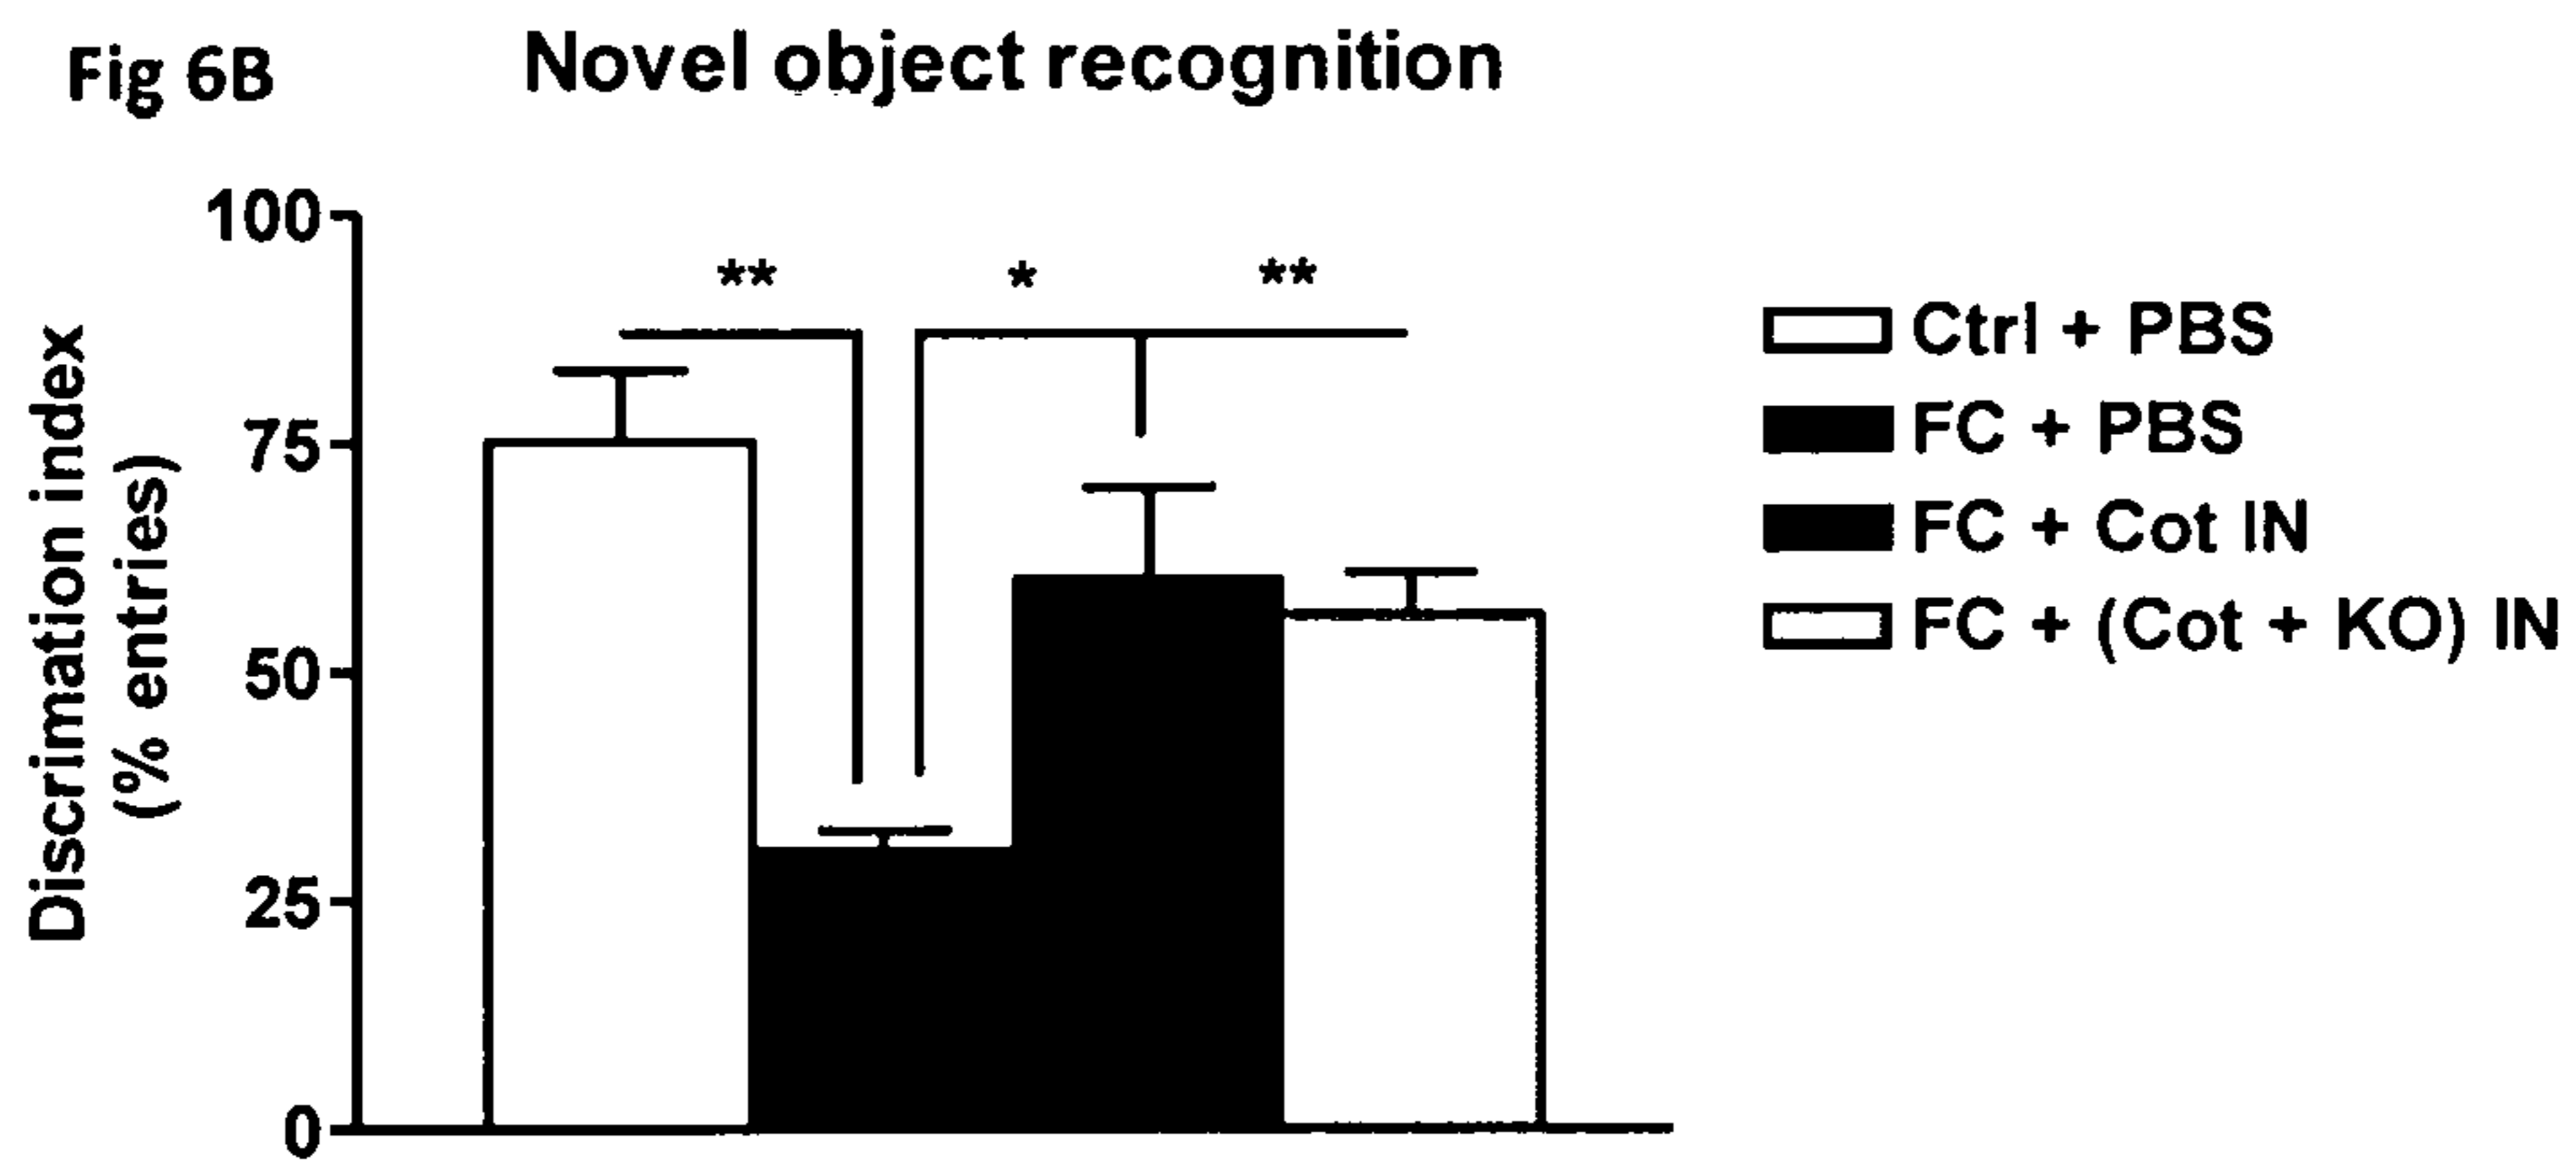 Fig 6B
Novel object recognition
100
75
50
25
0
Discrimation index
(% entries)
**
*
**
Ctrl + PBS
FC + PBS
FC + Cot IN
FC + (Cot + KO) IN